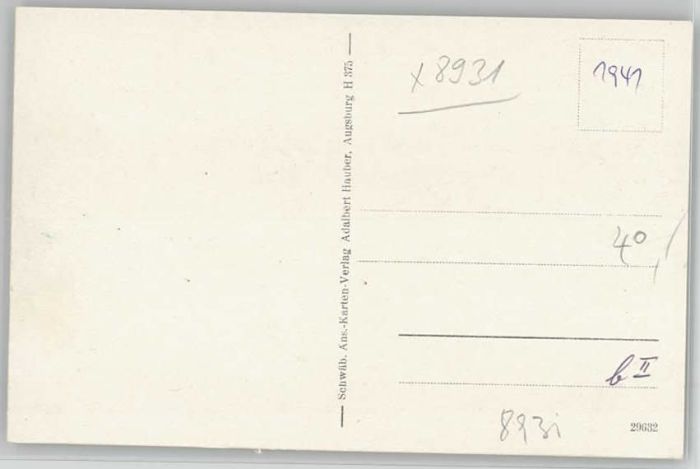 x 8931
1941
Schwäb. Ans.-Karten-Verlag Adalbert Hauber, Augsburg H 375
40
b II
8931
29632